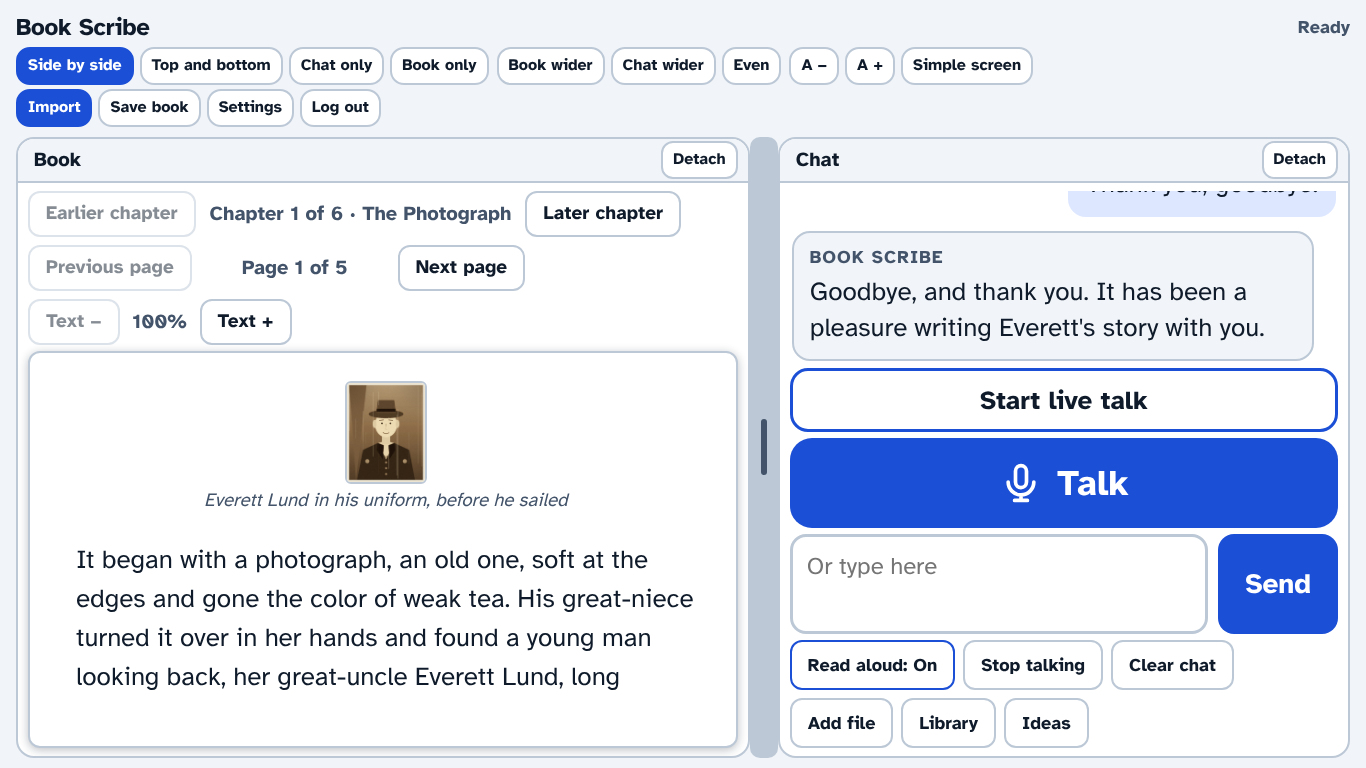 Book Scribe
Ready
Side by side
Top and bottom
Chat only
Book only
Book wider
Chat wider
Even
A –
A +
Simple screen
Import
Save book
Settings
Log out
Book
Detach
Earlier chapter
Chapter 1 of 6 · The Photograph
Later chapter
Previous page
Page 1 of 5
Next page
Text –
100%
Text +
Everett Lund in his uniform, before he sailed
It began with a photograph, an old one, soft at the
edges and gone the color of weak tea. His great-niece
turned it over in her hands and found a young man
looking back, her great-uncle Everett Lund, long
Chat
Detach
Thank you, goodbye.
BOOK SCRIBE
Goodbye, and thank you. It has been a
pleasure writing Everett's story with you.
Start live talk
Talk
Or type here
Send
Read aloud: On
Stop talking
Clear chat
Add file
Library
Ideas